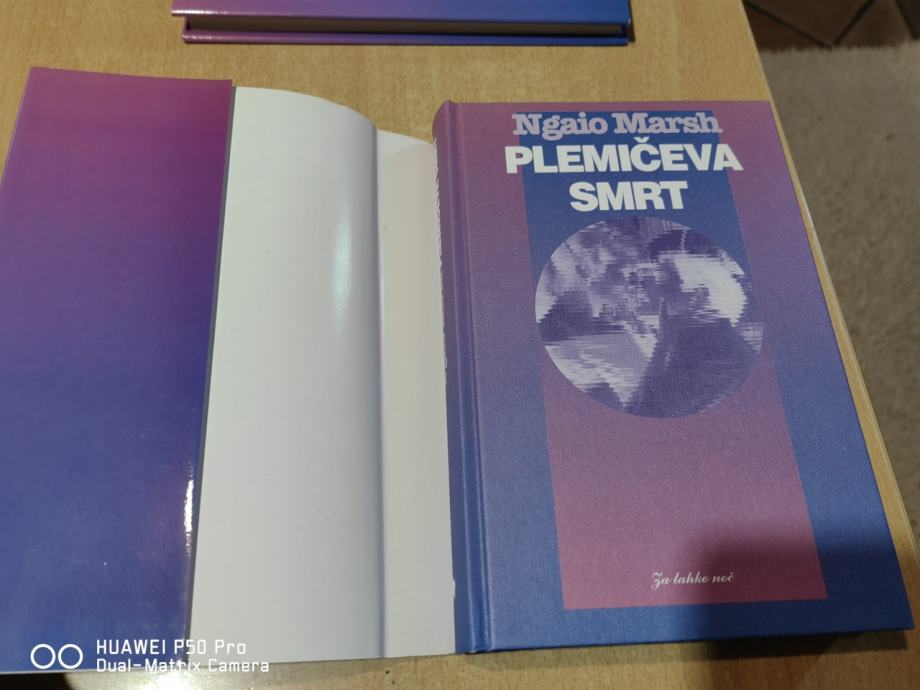 Ngaio Marsh
PLEMIČEVA
SMRT
Za lahko noč
HUAWEI P50 Pro
Dual-Matrix Camera